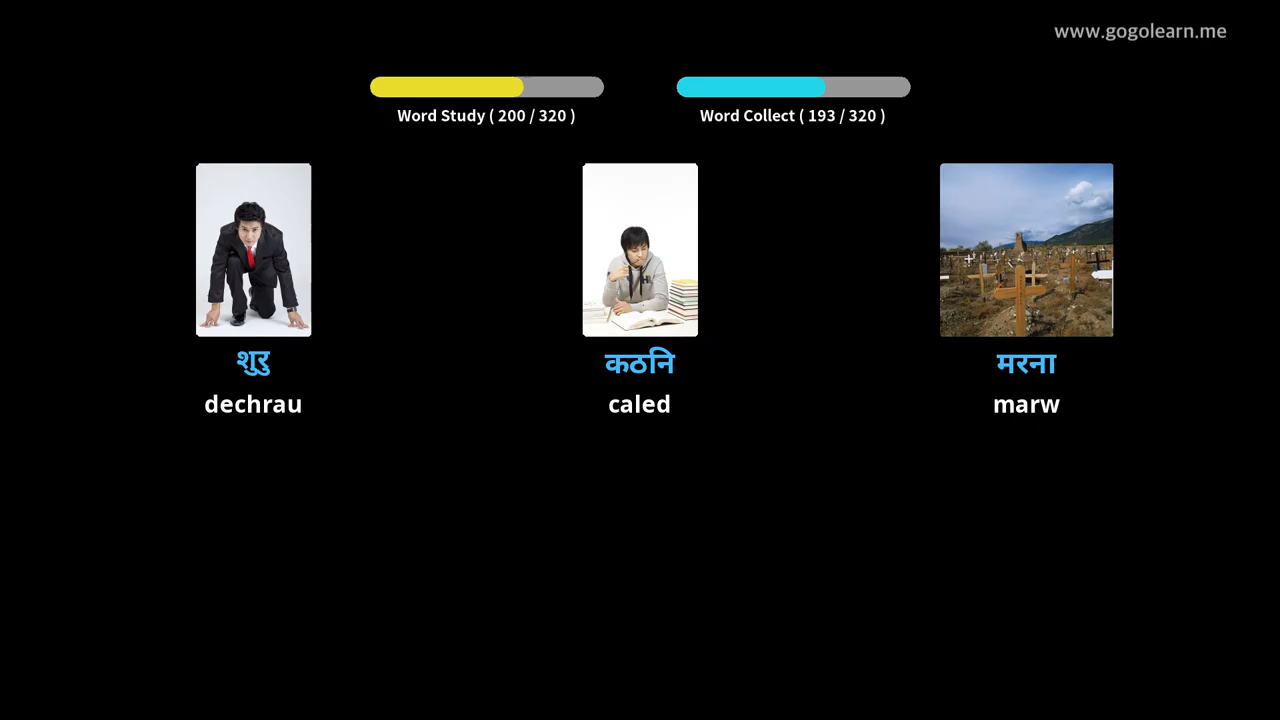 www.gogolearn.me
Word Study ( 200 / 320 )
Word Collect ( 193 / 320 )
शुरु
कठनि
मरना
dechrau
caled
marw